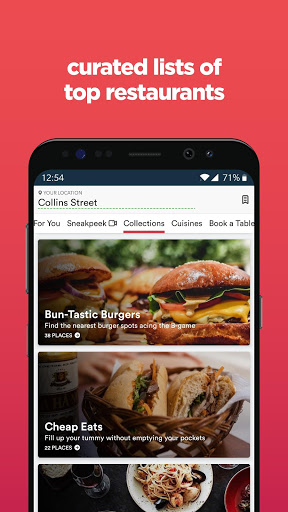 curated lists of
top restaurants
12:54
71%
YOUR LOCATION
Collins Street
For You Sneakpeek Collections Cuisines Book a Table
Bun-Tastic Burgers
Find the nearest burger spots acing the B-game
38 PLACES
Cheap Eats
Fill up your tummy without emptying your pockets
22 PLACES